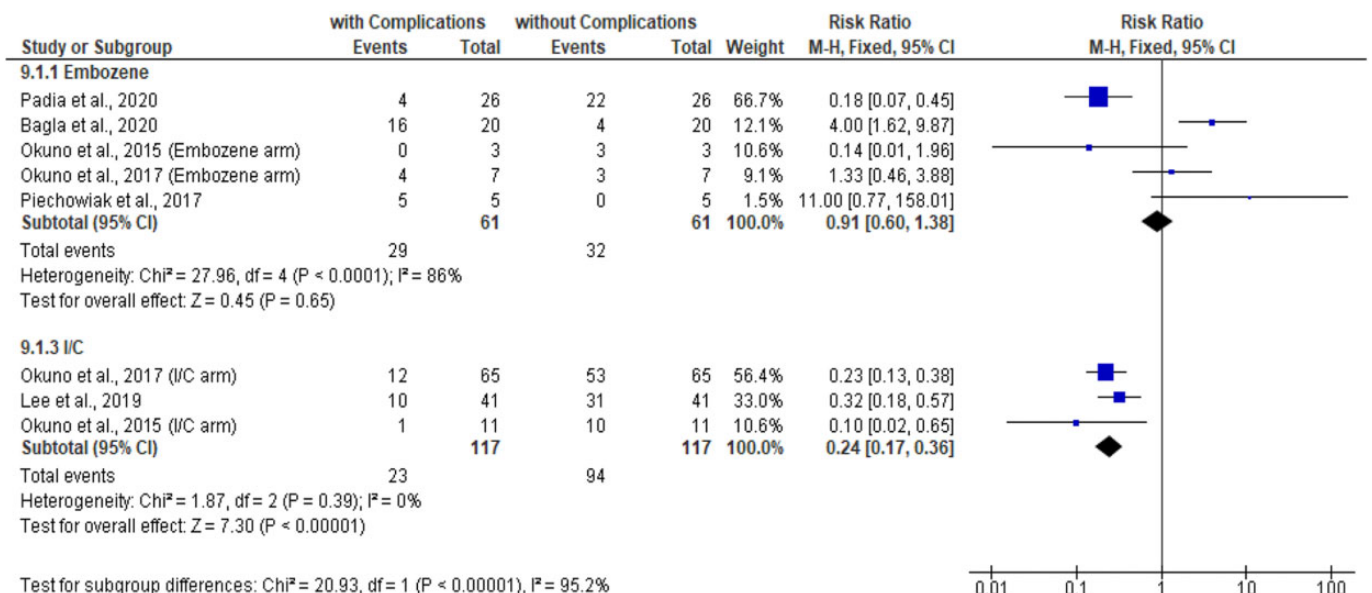 with Complications without Complications Risk Ratio Risk Ratio
Study or Subgroup Events Total Events Total Weight M-H, Fixed, 95% CI M-H, Fixed, 95% CI
9.1.1 Embozene
Padia et al., 2020 4 26 22 26 66.7% 0.18 [0.07, 0.45]
Bagla et al., 2020 16 20 4 20 12.1% 4.00 [1.62, 9.87]
Okuno et al., 2015 (Embozene arm) 0 3 3 3 10.6% 0.14 [0.01, 1.96]
Okuno et al., 2017 (Embozene arm) 4 7 3 7 9.1% 1.33 [0.46, 3.88]
Piechowiak et al., 2017 5 5 0 5 1.5% 11.00 [0.77, 158.01]
Subtotal (95% CI) 61 61 100.0% 0.91 [0.60, 1.38]
Total events 29 32
Heterogeneity: Chi² = 27.96, df = 4 (P < 0.0001); I² = 86%
Test for overall effect: Z = 0.45 (P = 0.65)
9.1.3 I/C
Okuno et al., 2017 (I/C arm) 12 65 53 65 56.4% 0.23 [0.13, 0.38]
Lee et al., 2019 10 41 31 41 33.0% 0.32 [0.18, 0.57]
Okuno et al., 2015 (I/C arm) 1 11 10 11 10.6% 0.10 [0.02, 0.65]
Subtotal (95% CI) 117 117 100.0% 0.24 [0.17, 0.36]
Total events 23 94
Heterogeneity: Chi² = 1.87, df = 2 (P = 0.39); I² = 0%
Test for overall effect: Z = 7.30 (P < 0.00001)
Test for subgroup differences: Chi² = 20.93, df = 1 (P < 0.00001), I² = 95.2%
0.01 0.1 1 10 100